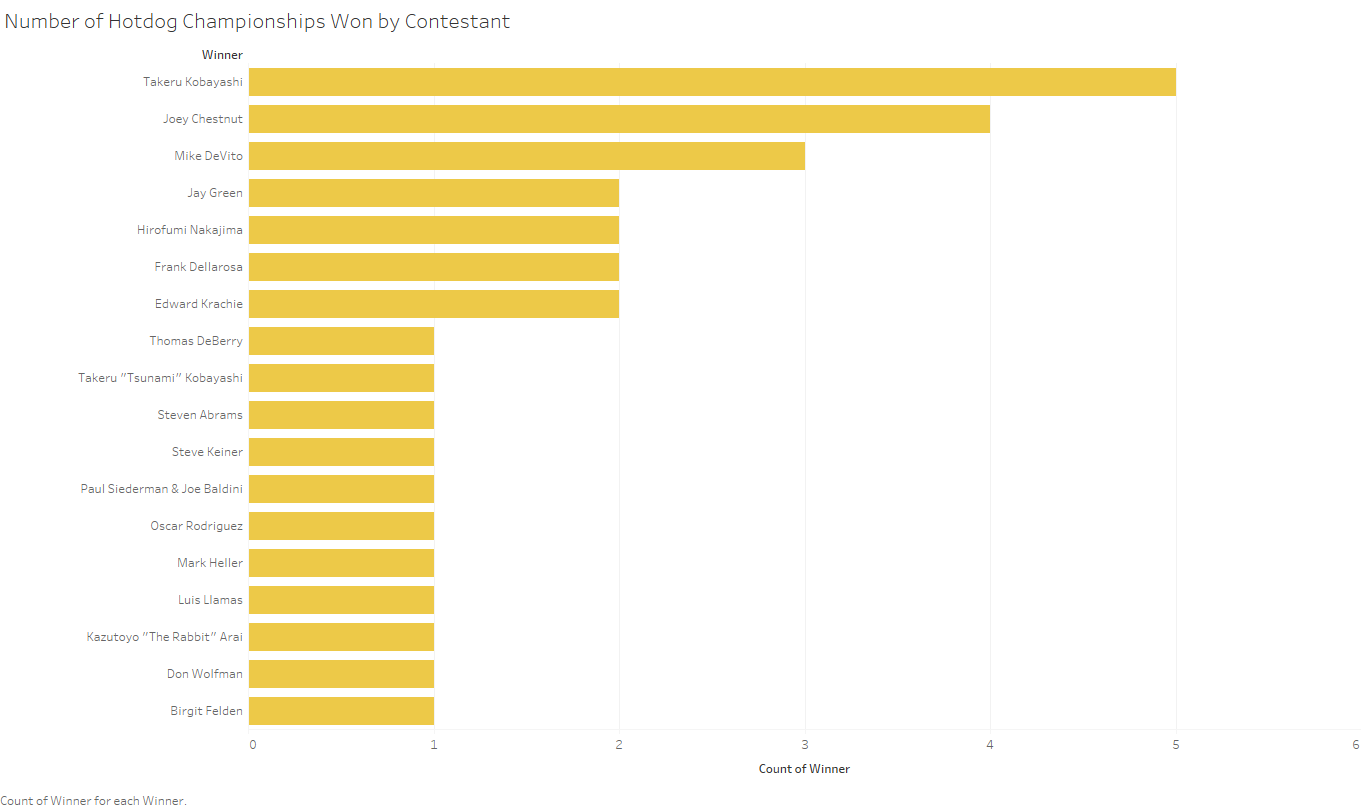 Number of Hotdog Championships Won by Contestant
Winner
Takeru Kobayashi
Joey Chestnut
Mike DeVito
Jay Green
Hirofumi Nakajima
Frank Dellarosa
Edward Krachie
Thomas DeBerry
Takeru "Tsunami" Kobayashi
Steven Abrams
Steve Keiner
Paul Siederman & Joe Baldini
Oscar Rodriguez
Mark Heller
Luis Llamas
Kazutoyo "The Rabbit" Arai
Don Wolfman
Birgit Felden
0 1 2 3 4 5 6
Count of Winner
Count of Winner for each Winner.